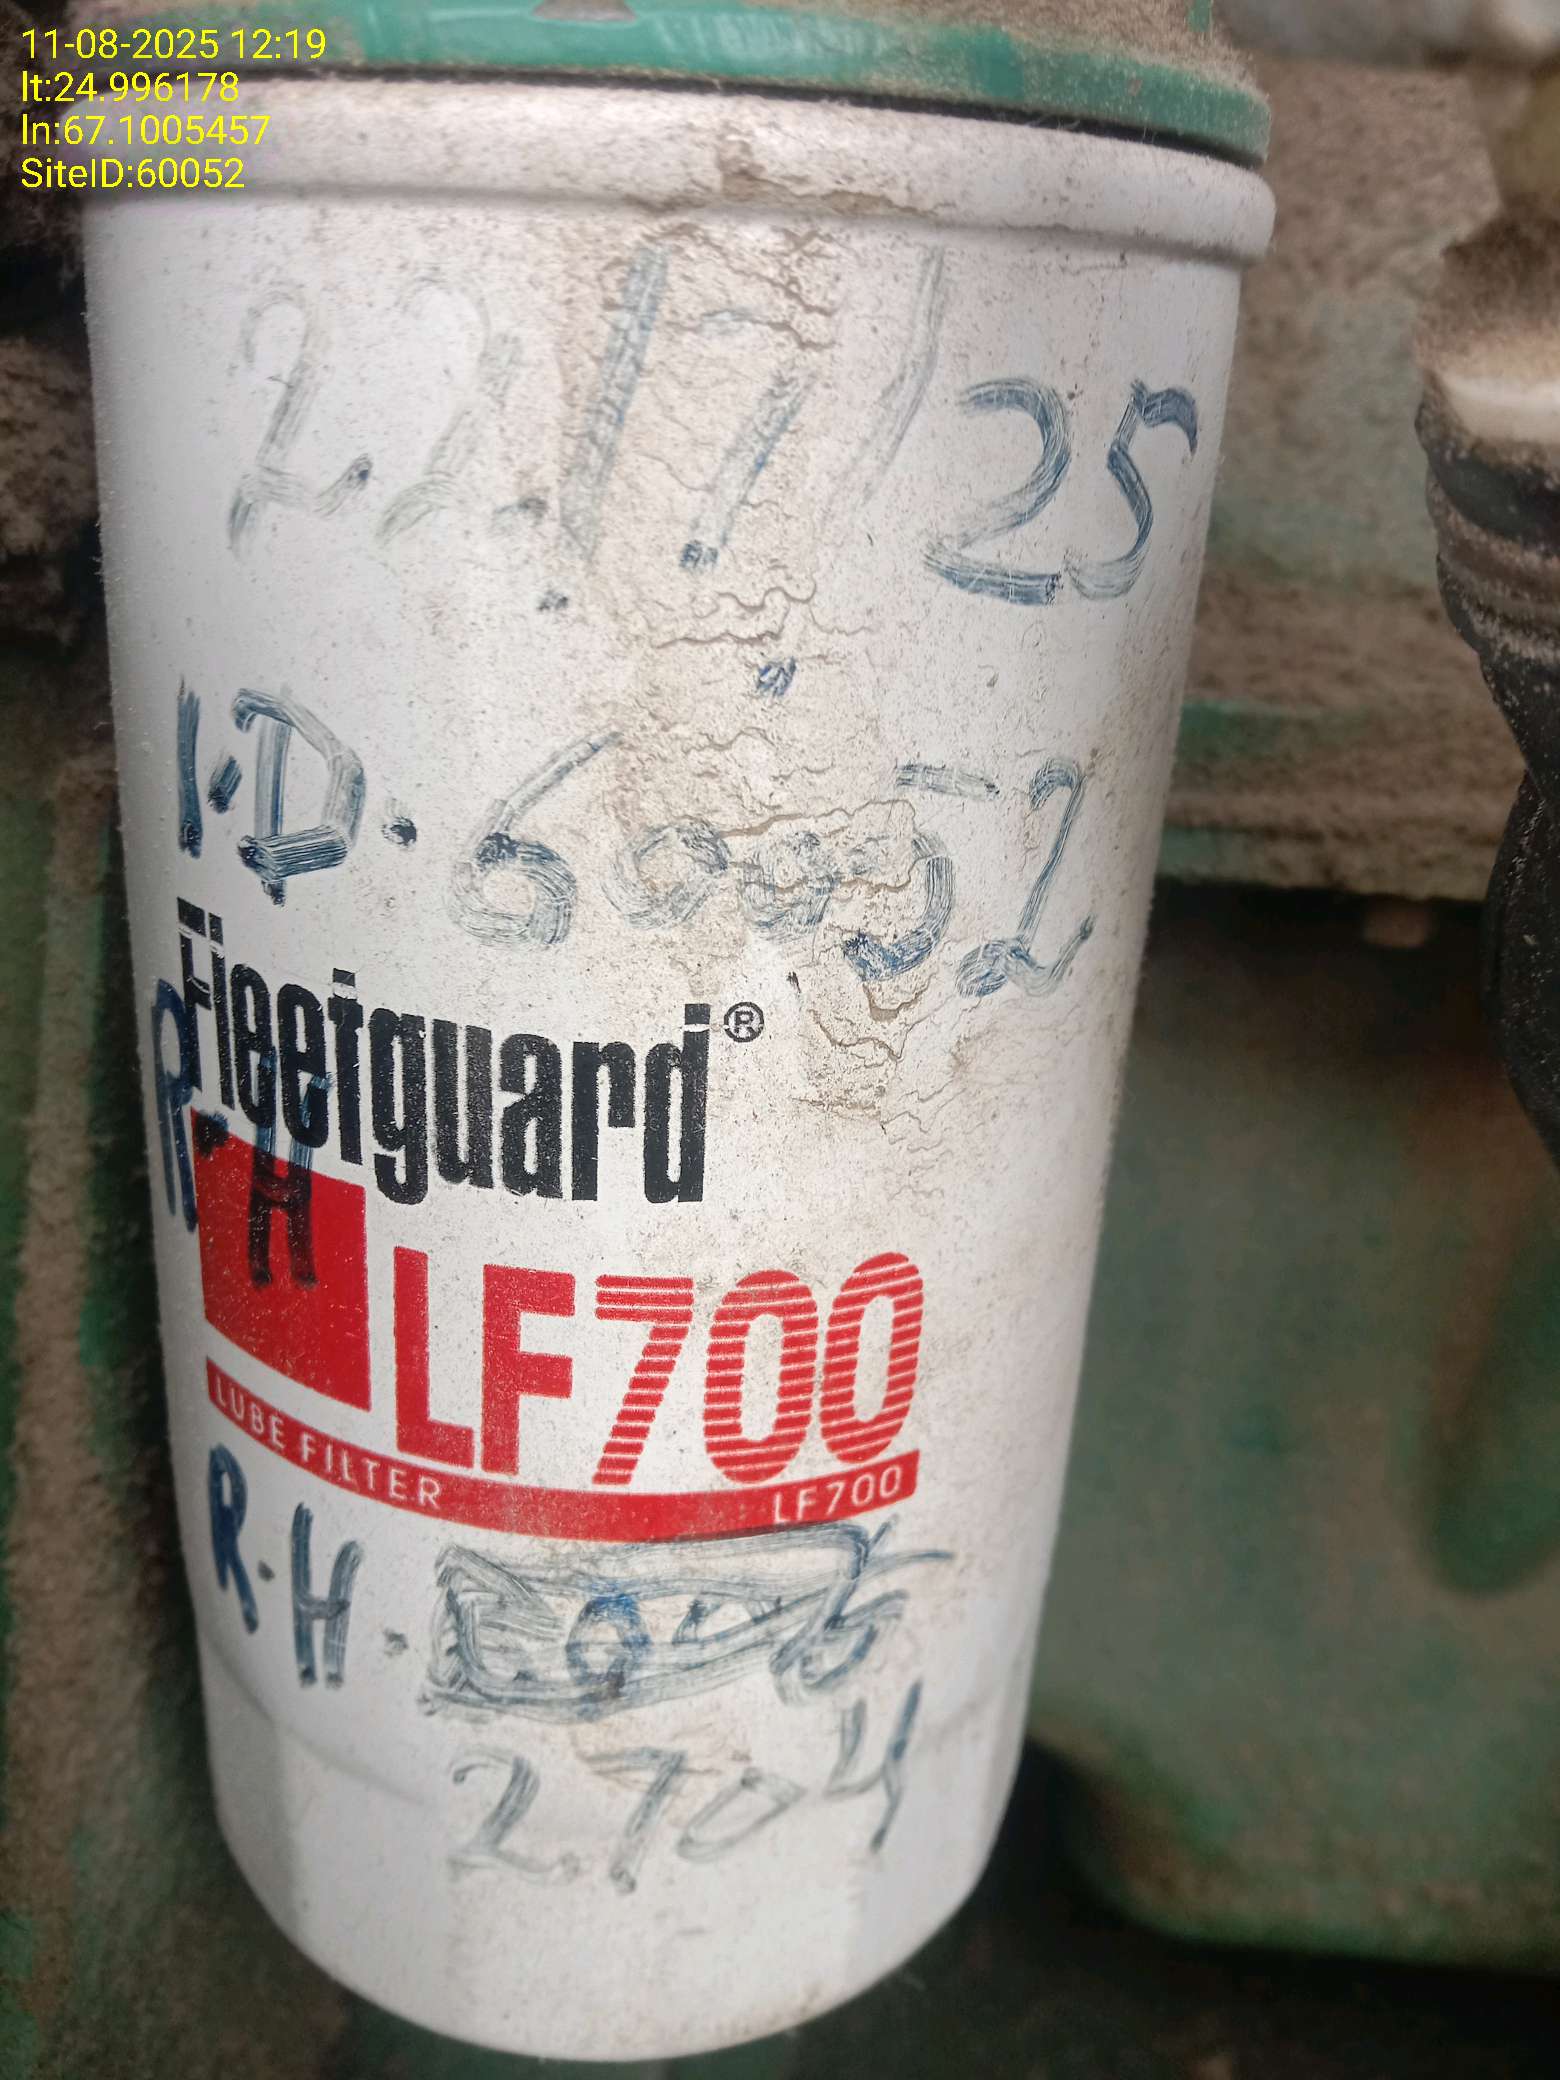 11-08-2025 12:19
lt:24.996178
ln:67.1005457
SiteID:60052
22/7/25
I.D.60052
Fleetguard®
R.H
LF700
LUBE FILTER LF700
R.H.
2704